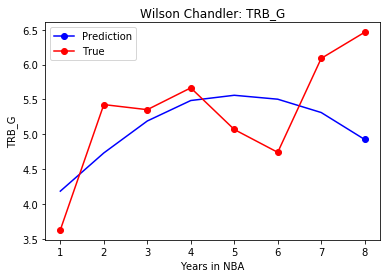 Wilson Chandler: TRB_G
Prediction
True
TRB_G
6.5
6.0
5.5
5.0
4.5
4.0
3.5
1 2 3 4 5 6 7 8
Years in NBA